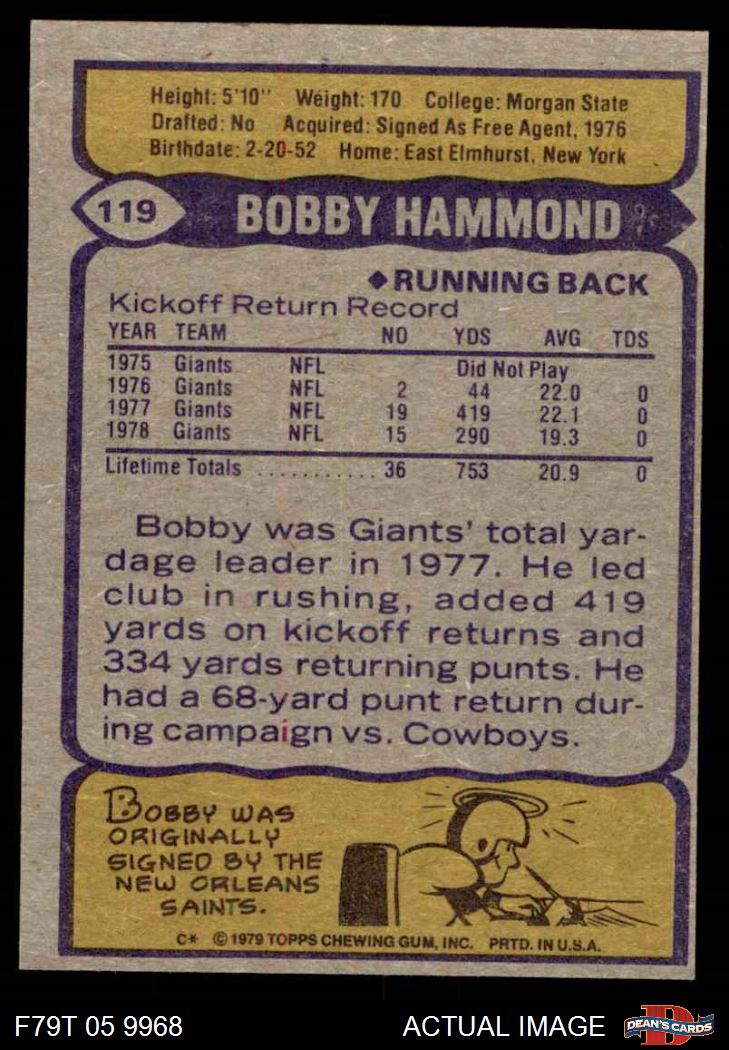 Height: 5'10" Weight: 170 College: Morgan State
Drafted: No Acquired: Signed As Free Agent, 1976
Birthdate: 2-20-52 Home: East Elmhurst, New York
119 BOBBY HAMMOND
◆RUNNING BACK
Kickoff Return Record
YEAR TEAM NO YDS AVG TDS
1975 Giants NFL Did Not Play
1976 Giants NFL 2 44 22.0 0
1977 Giants NFL 19 419 22.1 0
1978 Giants NFL 15 290 19.3 0
Lifetime Totals ........... 36 753 20.9 0
Bobby was Giants' total yar-
dage leader in 1977. He led
club in rushing, added 419
yards on kickoff returns and
334 yards returning punts. He
had a 68-yard punt return dur-
ing campaign vs. Cowboys.
BOBBY WAS
ORIGINALLY
SIGNED BY THE
NEW ORLEANS
SAINTS.
C* © 1979 TOPPS CHEWING GUM, INC. PRTD. IN U.S.A.
F79T 05 9968 ACTUAL IMAGE D DEAN'S CARDS